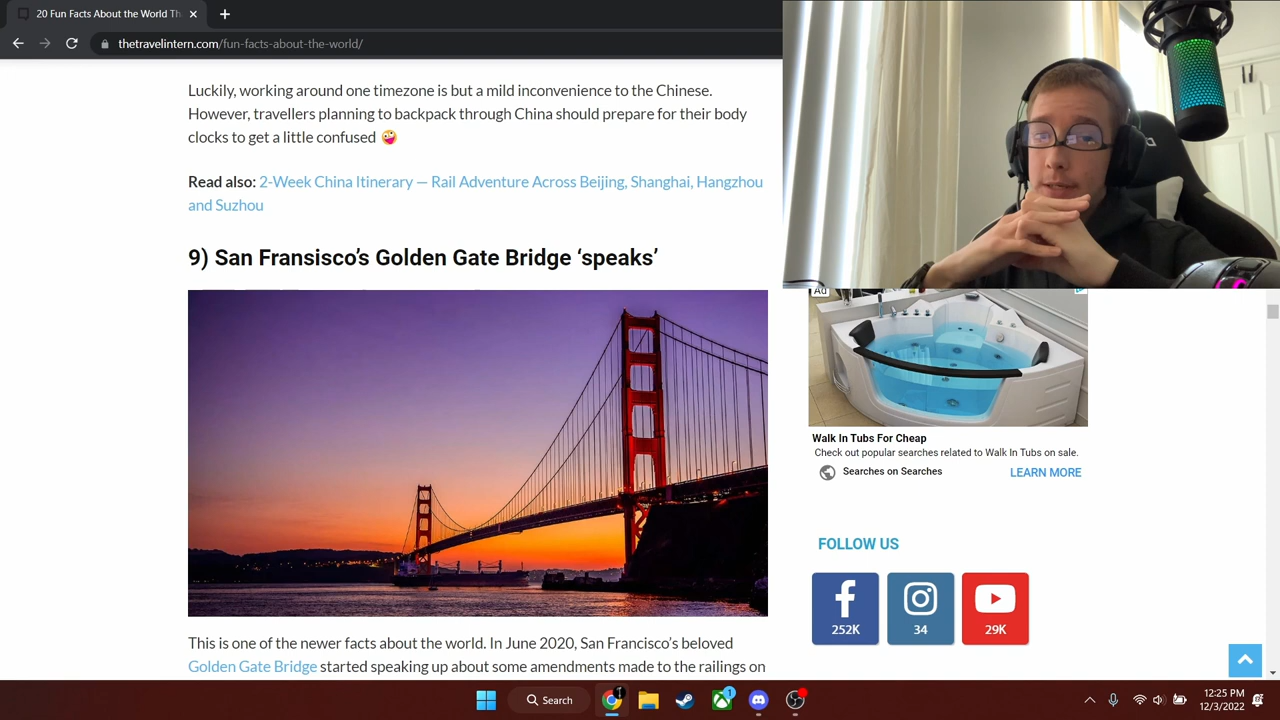 20 Fun Facts About the World Th
thetravelintern.com/fun-facts-about-the-world/
Luckily, working around one timezone is but a mild inconvenience to the Chinese.
However, travellers planning to backpack through China should prepare for their body
clocks to get a little confused 🤪
Read also: 2-Week China Itinerary — Rail Adventure Across Beijing, Shanghai, Hangzhou
and Suzhou
9) San Fransisco’s Golden Gate Bridge ‘speaks’
This is one of the newer facts about the world. In June 2020, San Francisco’s beloved
Golden Gate Bridge started speaking up about some amendments made to the railings on
Ad
Walk In Tubs For Cheap
Check out popular searches related to Walk In Tubs on sale.
Searches on Searches
LEARN MORE
FOLLOW US
252K
34
29K
Search
1
1
12:25 PM
12/3/2022